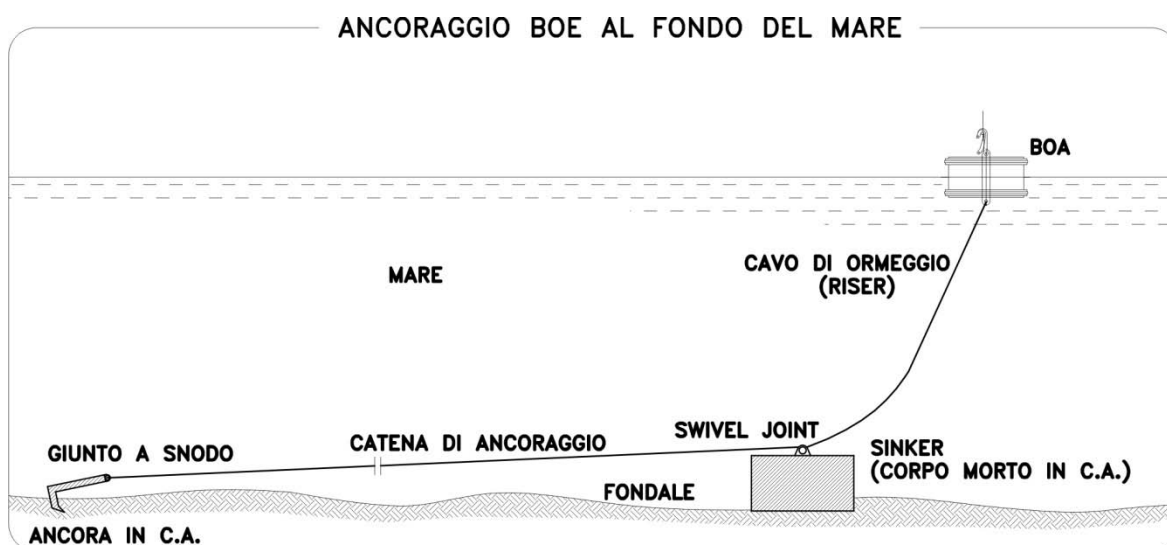 ANCORAGGIO BOE AL FONDO DEL MARE
BOA
CAVO DI ORMEGGIO
(RISER)
MARE
SWIVEL JOINT
SINKER
(CORPO MORTO IN C.A.)
CATENA DI ANCORAGGIO
GIUNTO A SNODO
FONDALE
ANCORA IN C.A.